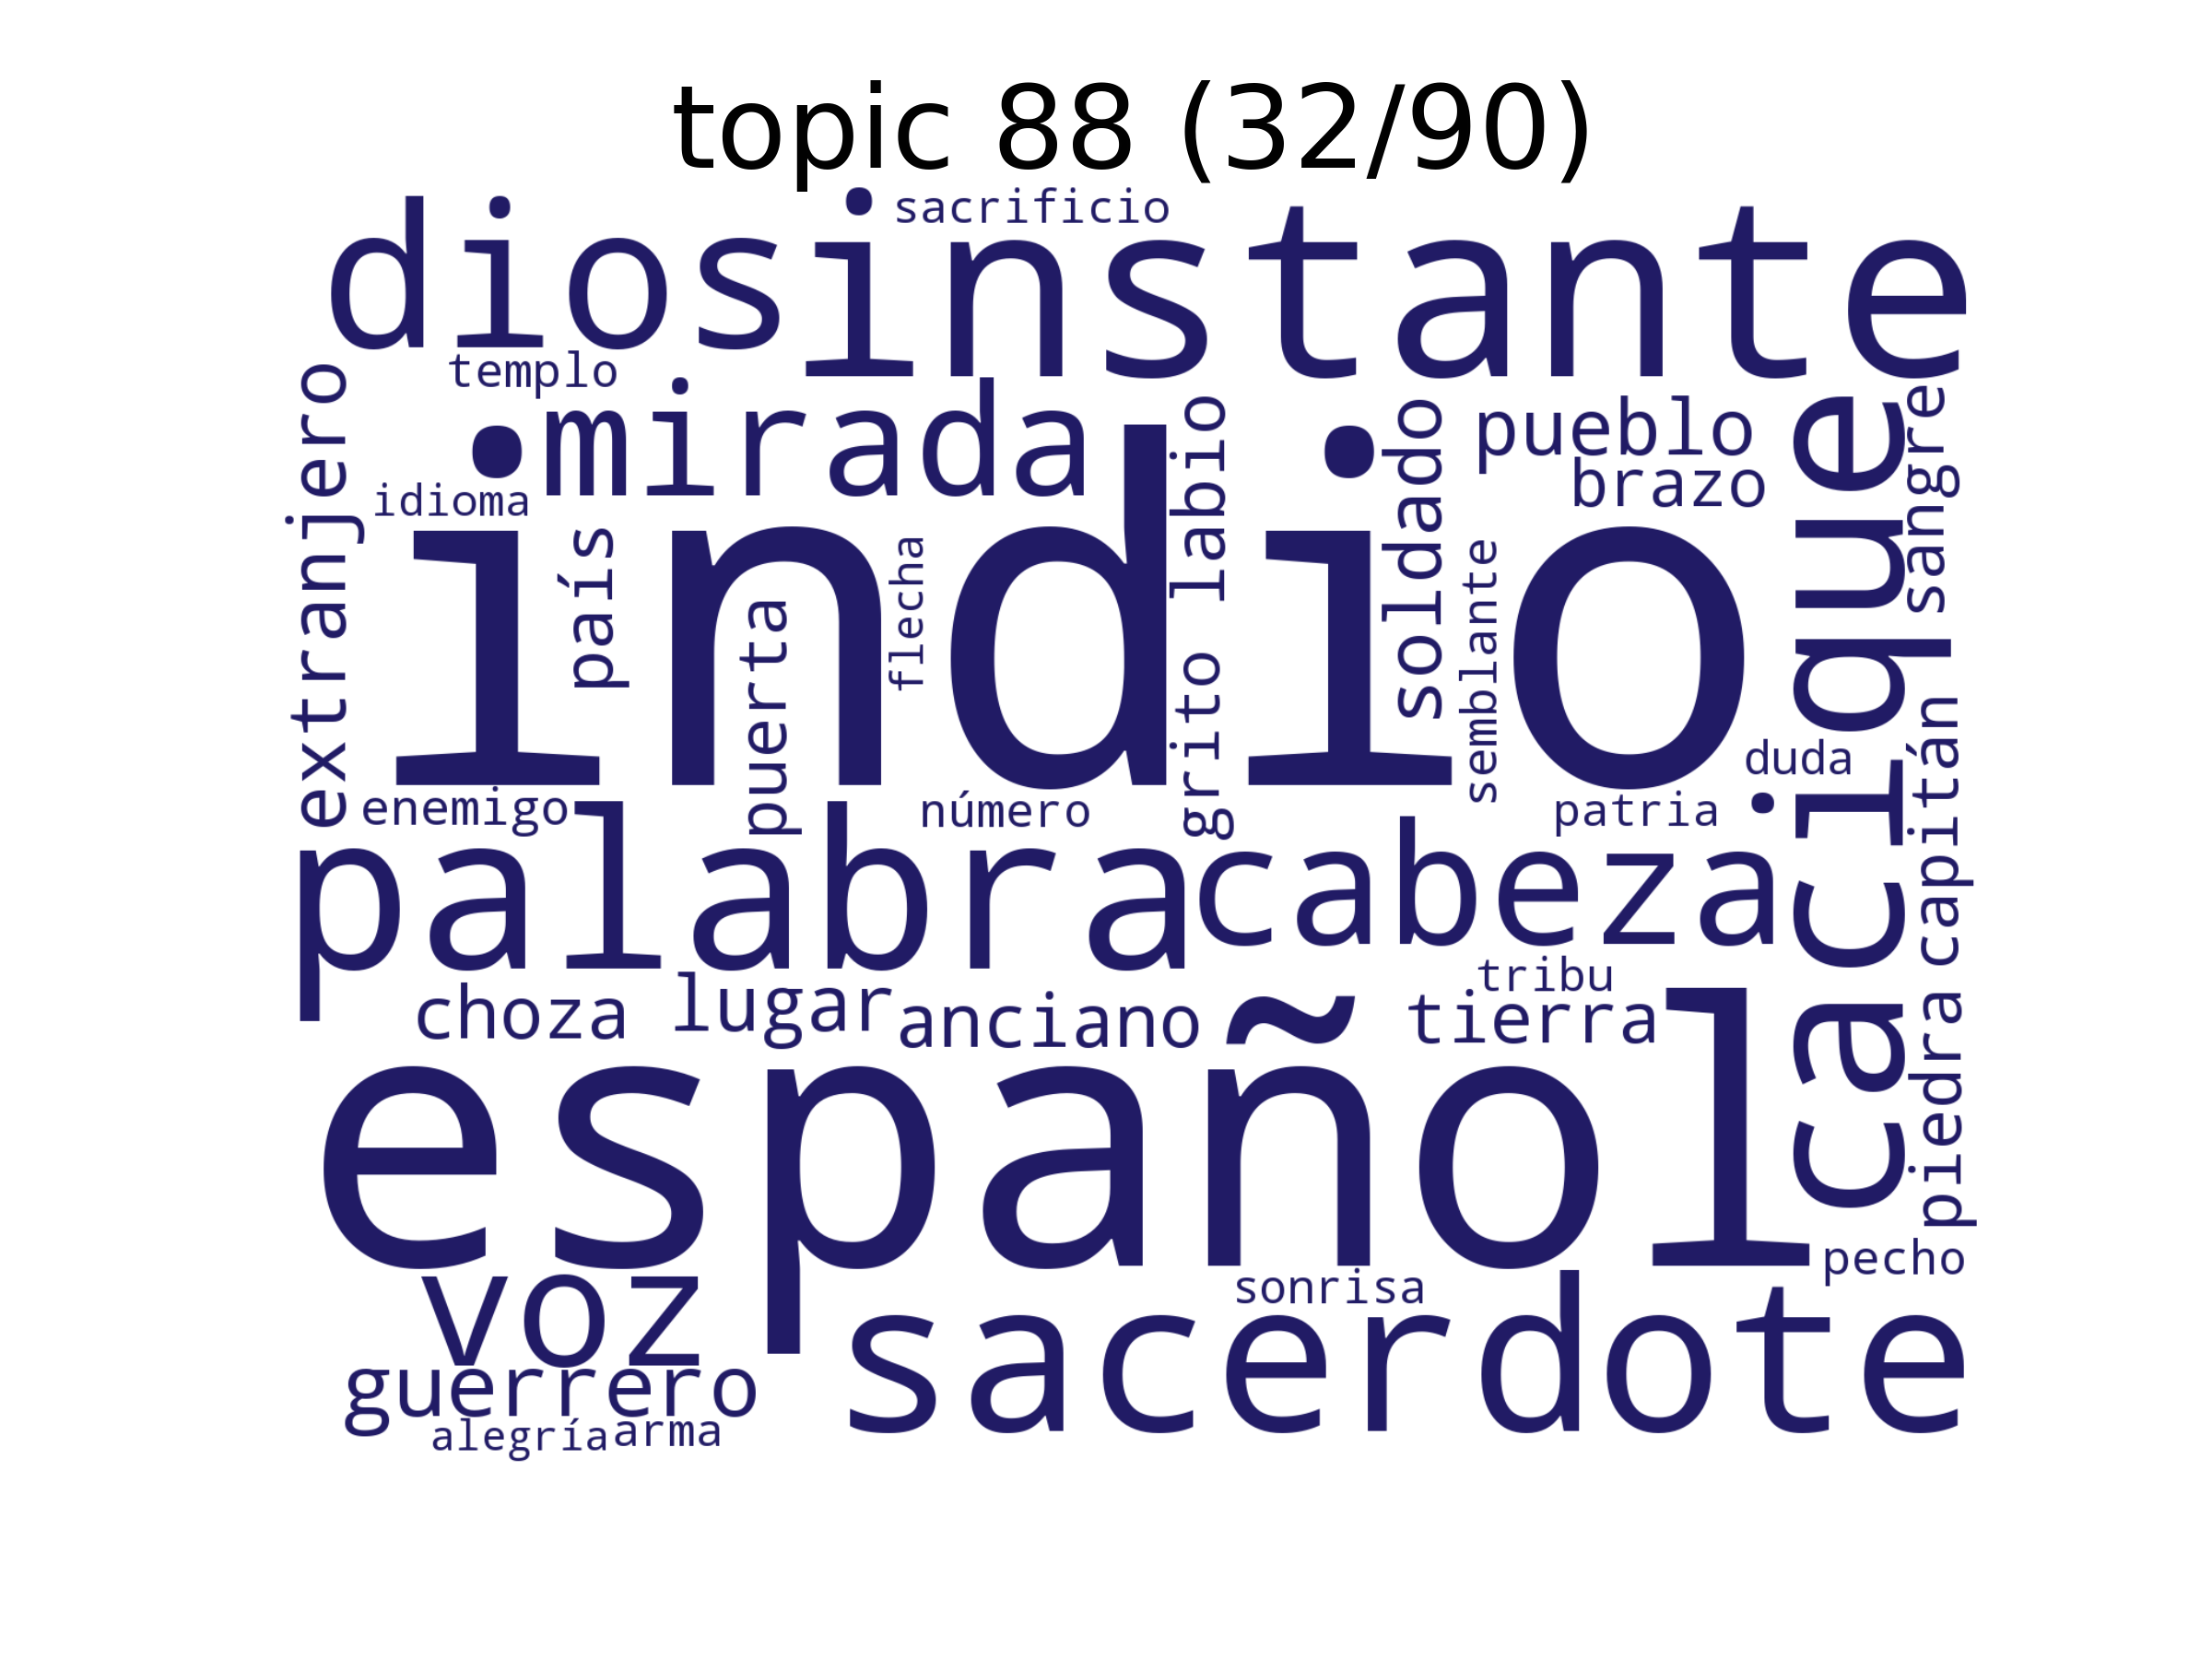 topic 88 (32/90)
sacrificio
dios
instante
templo
mirada
pueblo
brazo
idioma
extranjero
país
flecha
labio
soldado
semblante
sangre
cacique
indio
puerta
grito
duda
capitán
enemigo
número
patria
palabra
cabeza
tribu
choza
lugar
anciano
tierra
piedra
español
pecho
voz
sonrisa
sacerdote
guerrero
alegría
arma